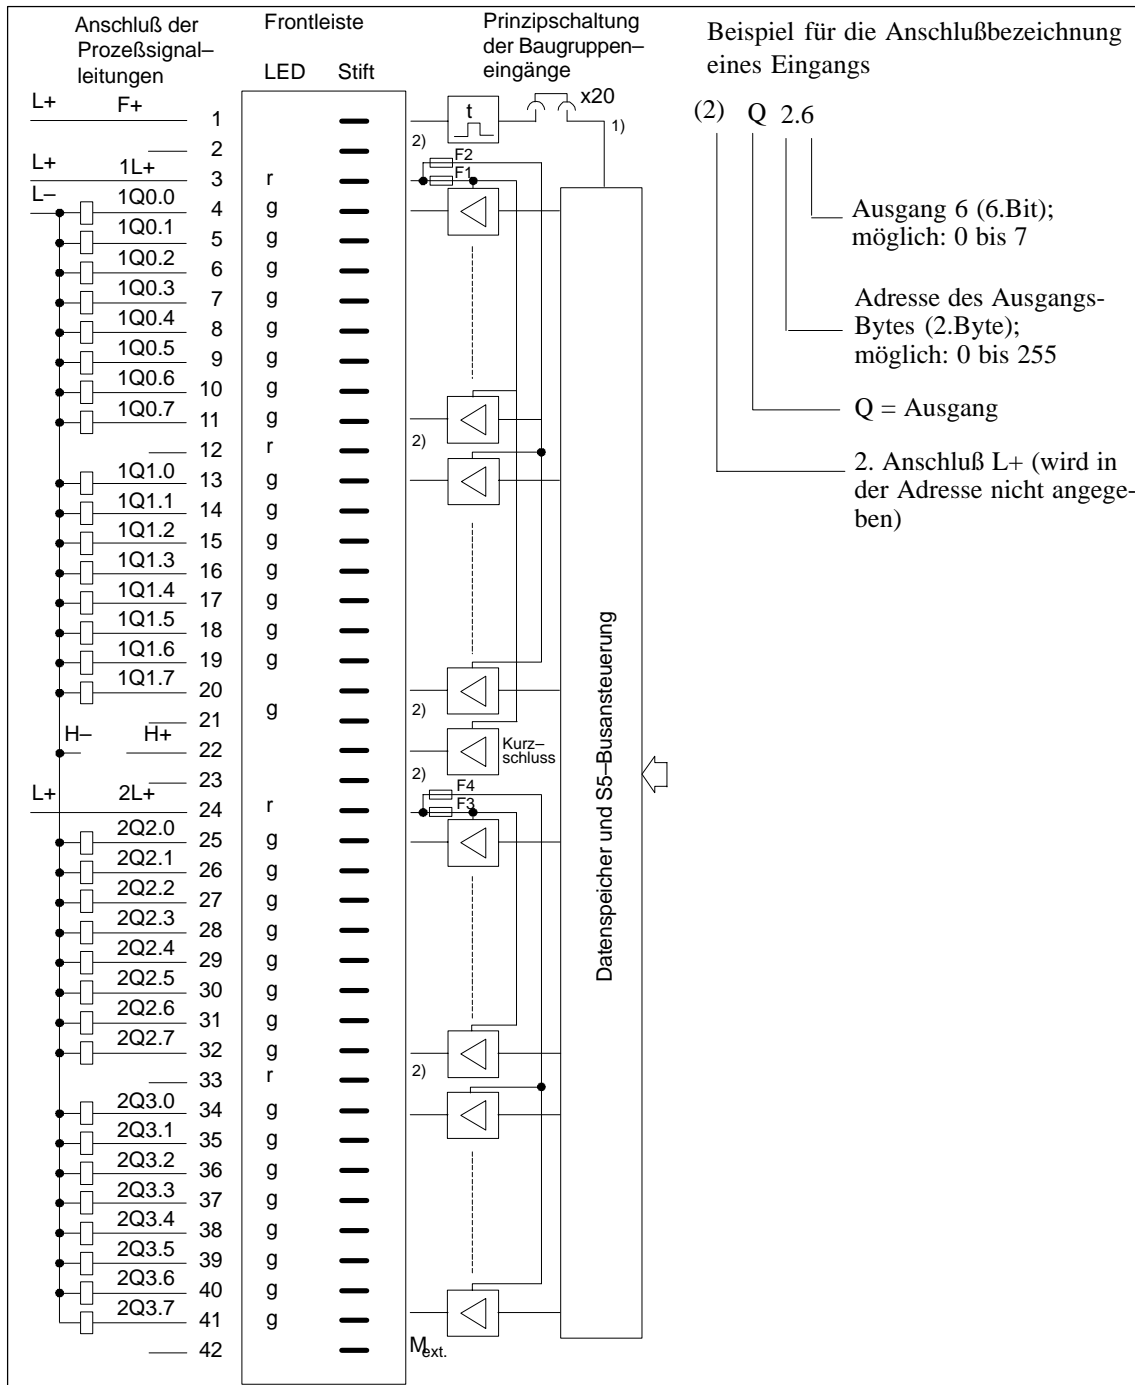 Anschluß der
Prozeßsignal–
leitungen
Frontleiste
LED Stift
Prinzipschaltung
der Baugruppen–
eingänge
Beispiel für die Anschlußbezeichnung
eines Eingangs
(2) Q 2.6
Ausgang 6 (6.Bit);
möglich: 0 bis 7
Adresse des Ausgangs-
Bytes (2.Byte);
möglich: 0 bis 255
Q = Ausgang
2. Anschluß L+ (wird in
der Adresse nicht angege-
ben)
L+ F+ 1 t x20 1)
2 2)
F2
L+ 1L+ 3 r F1
L–
1Q0.0 4 g
1Q0.1 5 g
1Q0.2 6 g
1Q0.3 7 g
1Q0.4 8 g
1Q0.5 9 g
1Q0.6 10 g
1Q0.7 11 g
12 r 2)
1Q1.0 13 g
1Q1.1 14 g
1Q1.2 15 g
1Q1.3 16 g
1Q1.4 17 g
1Q1.5 18 g
1Q1.6 19 g
1Q1.7 20
21 g 2)
H– H+ 22 Kurz–
schluss
23 2)
F4
L+ 2L+ 24 r F3
2Q2.0 25 g
2Q2.1 26 g
2Q2.2 27 g
2Q2.3 28 g
2Q2.4 29 g
2Q2.5 30 g
2Q2.6 31 g
2Q2.7 32 g
33 r 2)
2Q3.0 34 g
2Q3.1 35 g
2Q3.2 36 g
2Q3.3 37 g
2Q3.4 38 g
2Q3.5 39 g
2Q3.6 40 g
2Q3.7 41 g
42 Mext.
Datenspeicher und S5–Busansteuerung